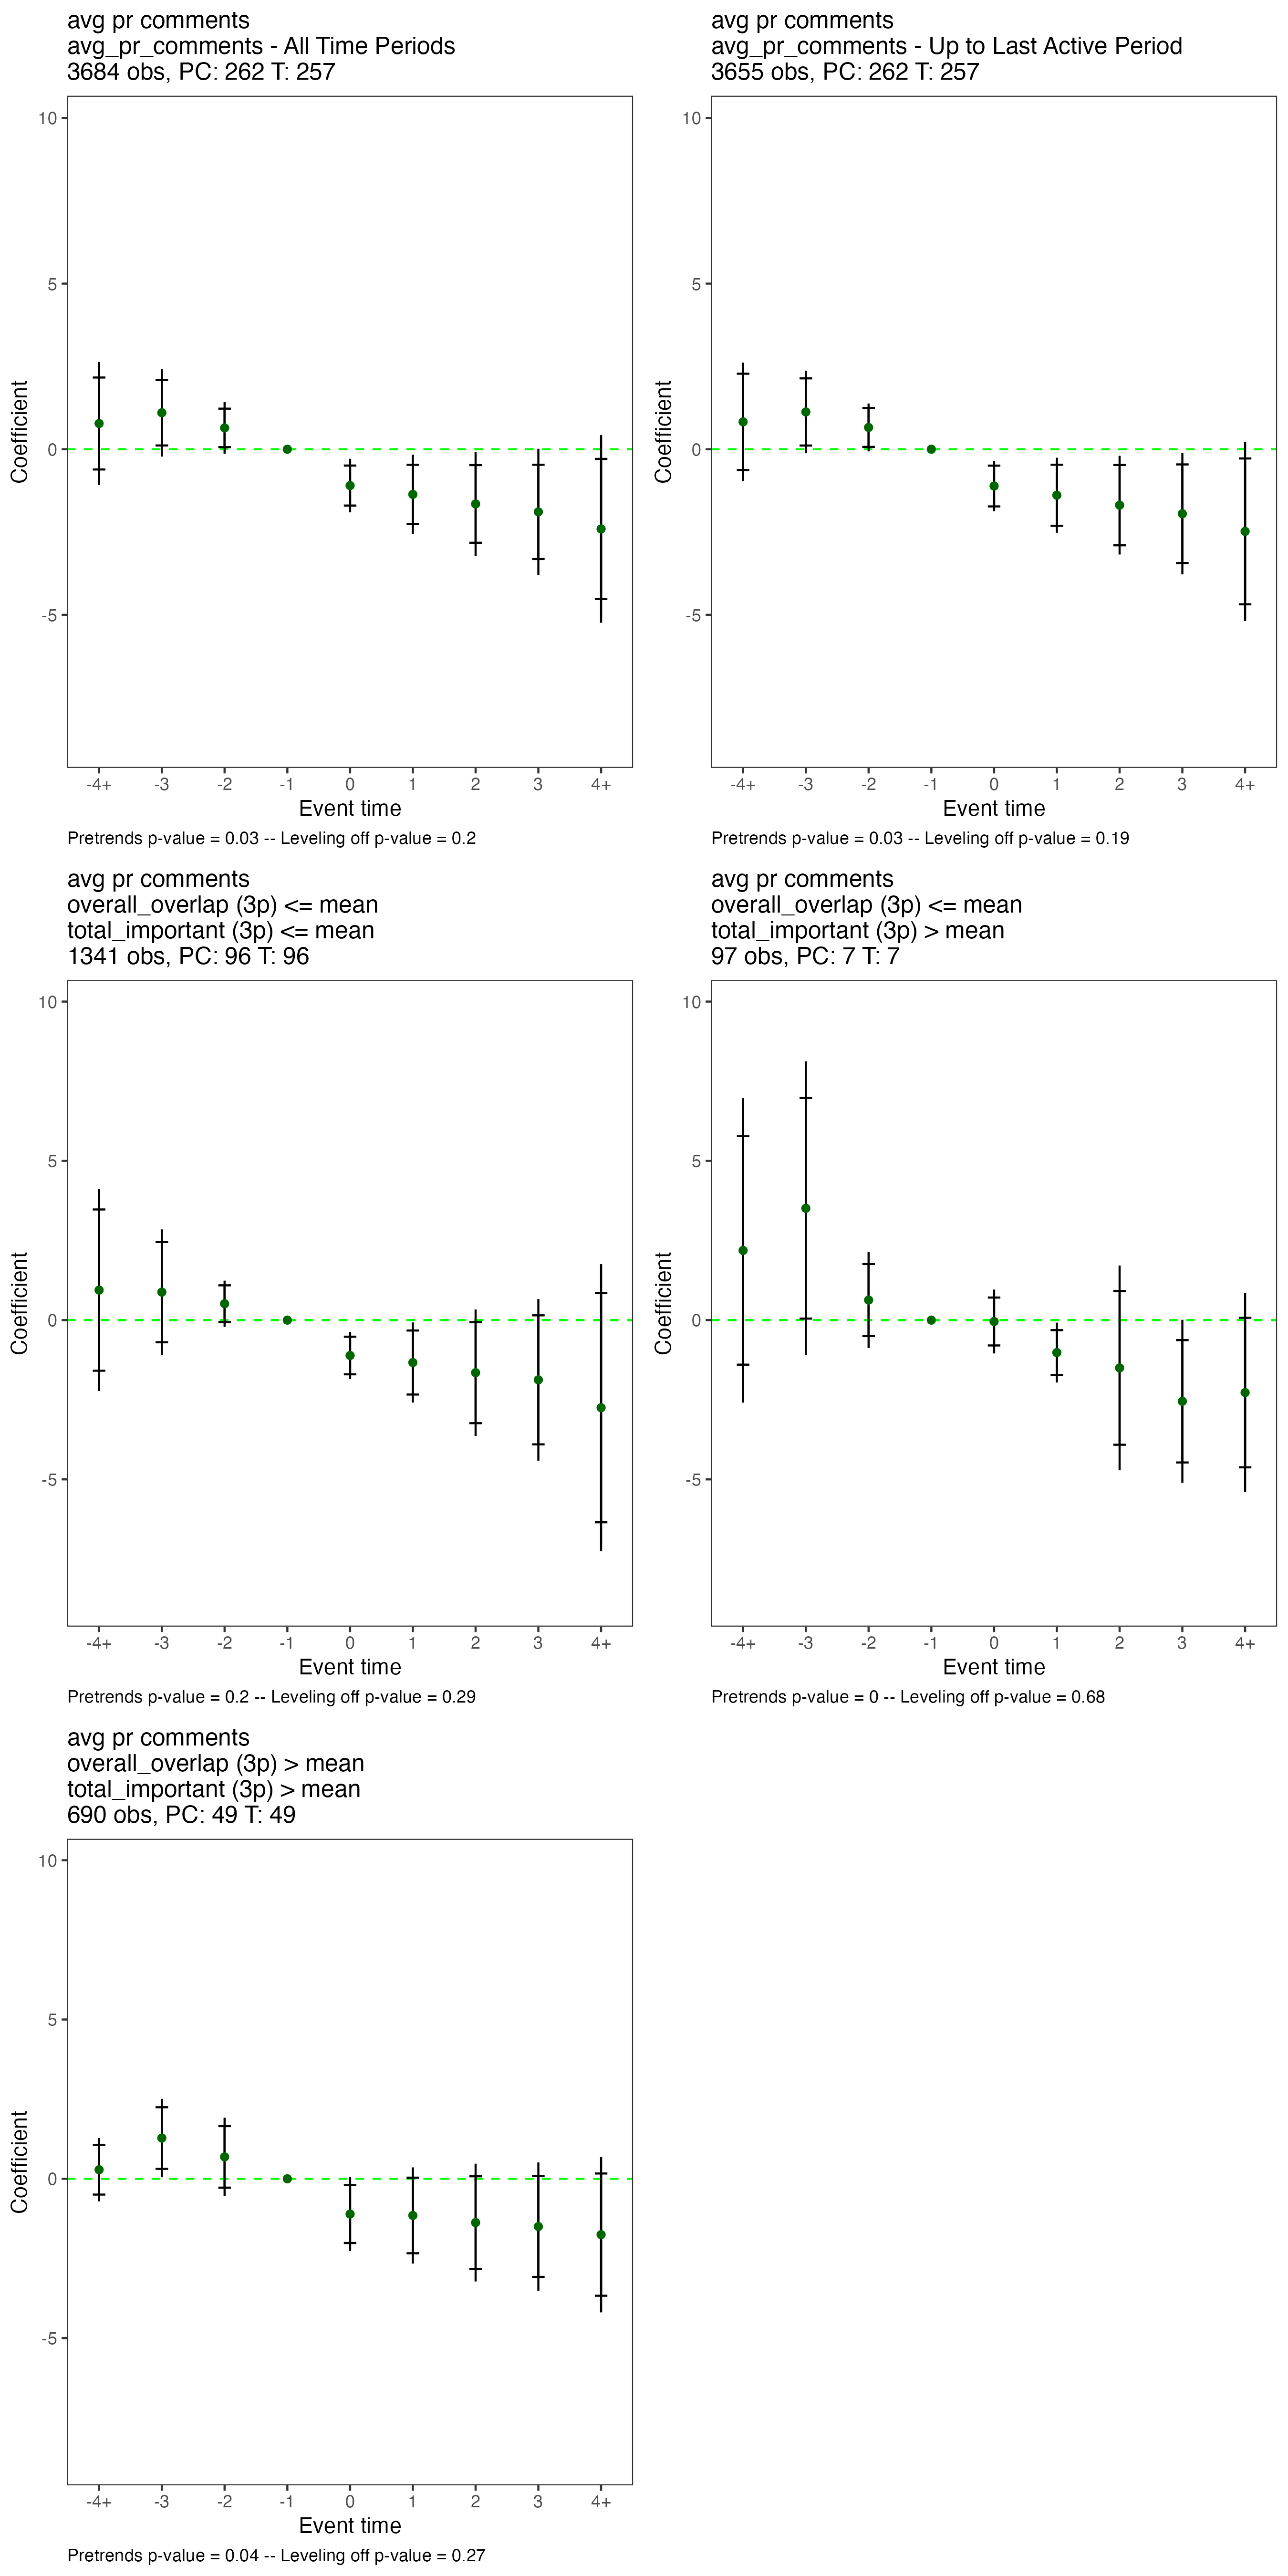 avg pr comments
avg_pr_comments - All Time Periods
3684 obs, PC: 262 T: 257
10
5
0
-5
Coefficient
-4+ -3 -2 -1 0 1 2 3 4+
Event time
Pretrends p-value = 0.03 -- Leveling off p-value = 0.2
avg pr comments
avg_pr_comments - Up to Last Active Period
3655 obs, PC: 262 T: 257
10
5
0
-5
Coefficient
-4+ -3 -2 -1 0 1 2 3 4+
Event time
Pretrends p-value = 0.03 -- Leveling off p-value = 0.19
avg pr comments
overall_overlap (3p) <= mean
total_important (3p) <= mean
1341 obs, PC: 96 T: 96
10
5
0
-5
Coefficient
-4+ -3 -2 -1 0 1 2 3 4+
Event time
Pretrends p-value = 0.2 -- Leveling off p-value = 0.29
avg pr comments
overall_overlap (3p) <= mean
total_important (3p) > mean
97 obs, PC: 7 T: 7
10
5
0
-5
Coefficient
-4+ -3 -2 -1 0 1 2 3 4+
Event time
Pretrends p-value = 0 -- Leveling off p-value = 0.68
avg pr comments
overall_overlap (3p) > mean
total_important (3p) > mean
690 obs, PC: 49 T: 49
10
5
0
-5
Coefficient
-4+ -3 -2 -1 0 1 2 3 4+
Event time
Pretrends p-value = 0.04 -- Leveling off p-value = 0.27